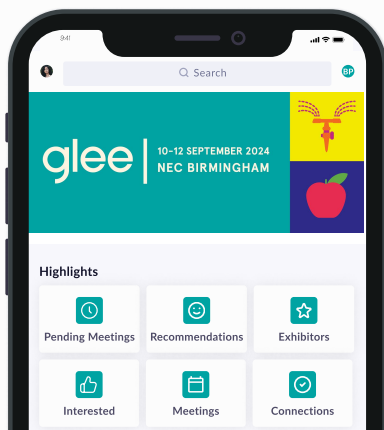 9:41
Search
BP
glee
10-12 SEPTEMBER 2024
NEC BIRMINGHAM
Highlights
Pending Meetings
Recommendations
Exhibitors
Interested
Meetings
Connections